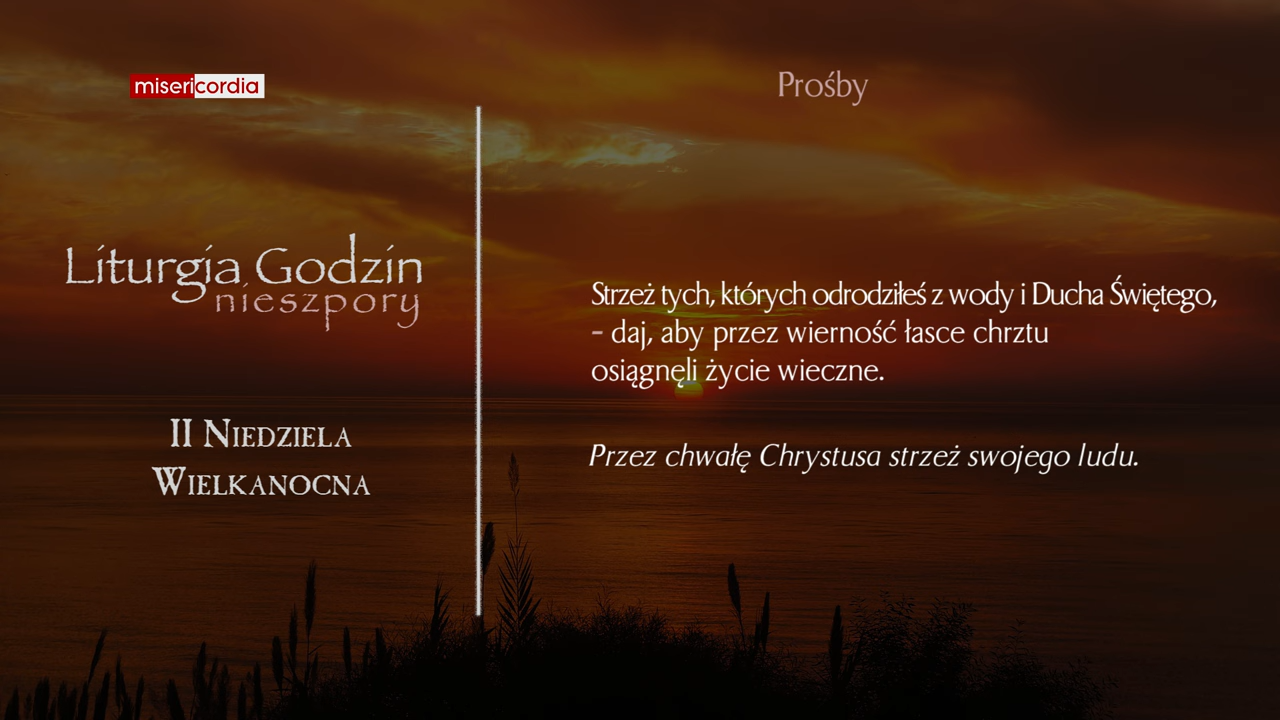 misericordia
Liturgia Godzin
nieszpory
II Niedziela
Wielkanocna
Prośby
Strzeż tych, których odrodziłeś z wody i Ducha Świętego,
- daj, aby przez wierność łasce chrztu
osiągnęli życie wieczne.
Przez chwałę Chrystusa strzeż swojego ludu.